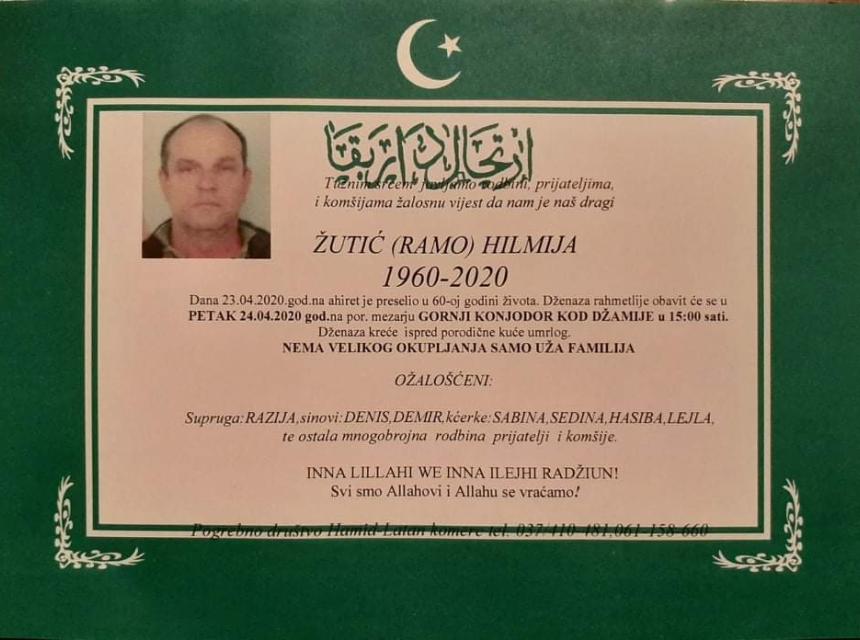 ارتحال دار بقا
Tužnim srcem javljamo rodbini, prijateljima,
i komšijama žalosnu vijest da nam je naš dragi
ŽUTIĆ (RAMO) HILMIJA
1960-2020
Dana 23.04.2020.god.na ahiret je preselio u 60-oj godini života. Dženaza rahmetlije obavit će se u
PETAK 24.04.2020 god.na por. mezarju GORNJI KONJODOR KOD DŽAMIJE u 15:00 sati.
Dženaza kreće ispred porodične kuće umrlog.
NEMA VELIKOG OKUPLJANJA SAMO UŽA FAMILIJA
OŽALOŠĆENI:
Supruga:RAZIJA,sinovi:DENIS,DEMIR,kćerke:SABINA,SEDINA,HASIBA,LEJLA,
te ostala mnogobrojna rodbina prijatelji i komšije.
INNA LILLAHI WE INNA ILEJHI RADŽIUN!
Svi smo Allahovi i Allahu se vraćamo!
Pogrebno društvo Hamid-Latan komerc tel. 037/410-481,061-158-660